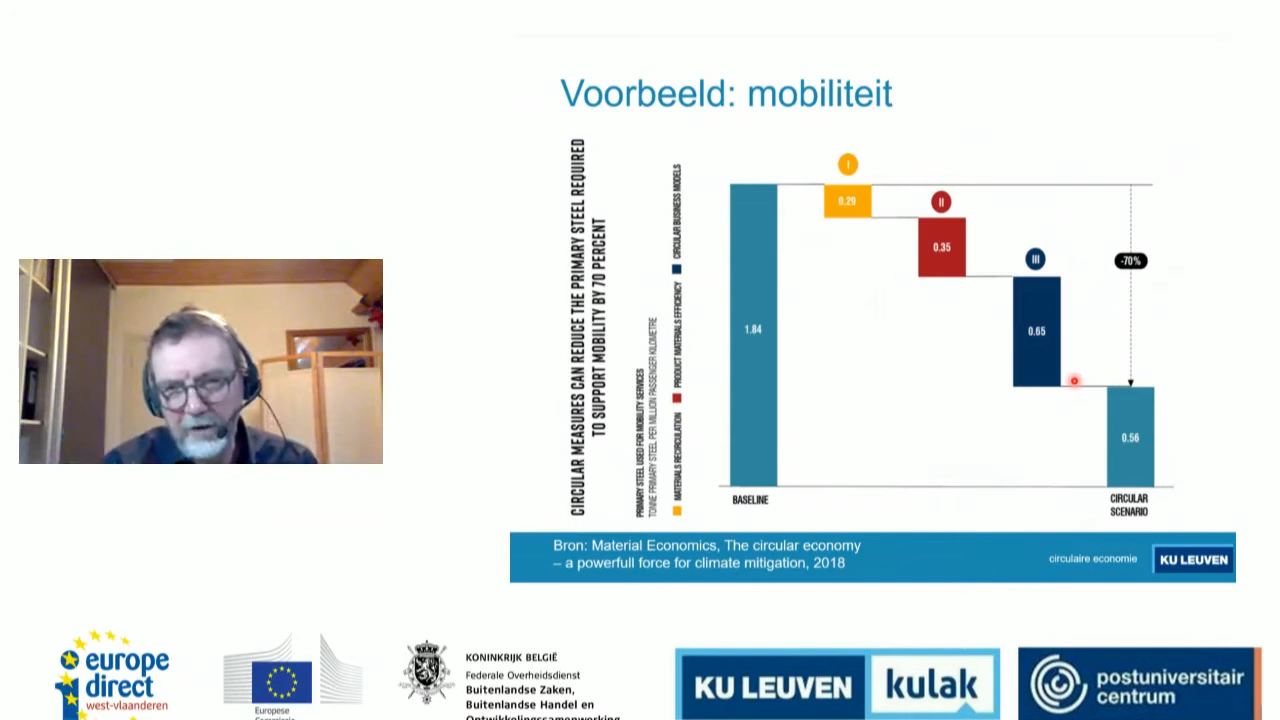 Voorbeeld: mobiliteit
CIRCULAR MEASURES CAN REDUCE THE PRIMARY STEEL REQUIRED
TO SUPPORT MOBILITY BY 70 PERCENT
PRIMARY STEEL USED FOR MOBILITY SERVICES
TONNE PRIMARY STEEL PER MILLION PASSENGER KILOMETRE
MATERIALS RECIRCULATION
PRODUCT MATERIALS EFFICIENCY
CIRCULAR BUSINESS MODELS
I
0.29
II
0.35
III
0.65
-70%
1.84
0.56
BASELINE
CIRCULAR
SCENARIO
Bron: Material Economics, The circular economy
– a powerfull force for climate mitigation, 2018
circulaire economie
KU LEUVEN
europe
direct
west-vlaanderen
Europese
Commissie
KONINKRIJK BELGIË
Federale Overheidsdienst
Buitenlandse Zaken,
Buitenlandse Handel en
Ontwikkelingssamenwerking
KU LEUVEN
kulak
postuniversitair
centrum